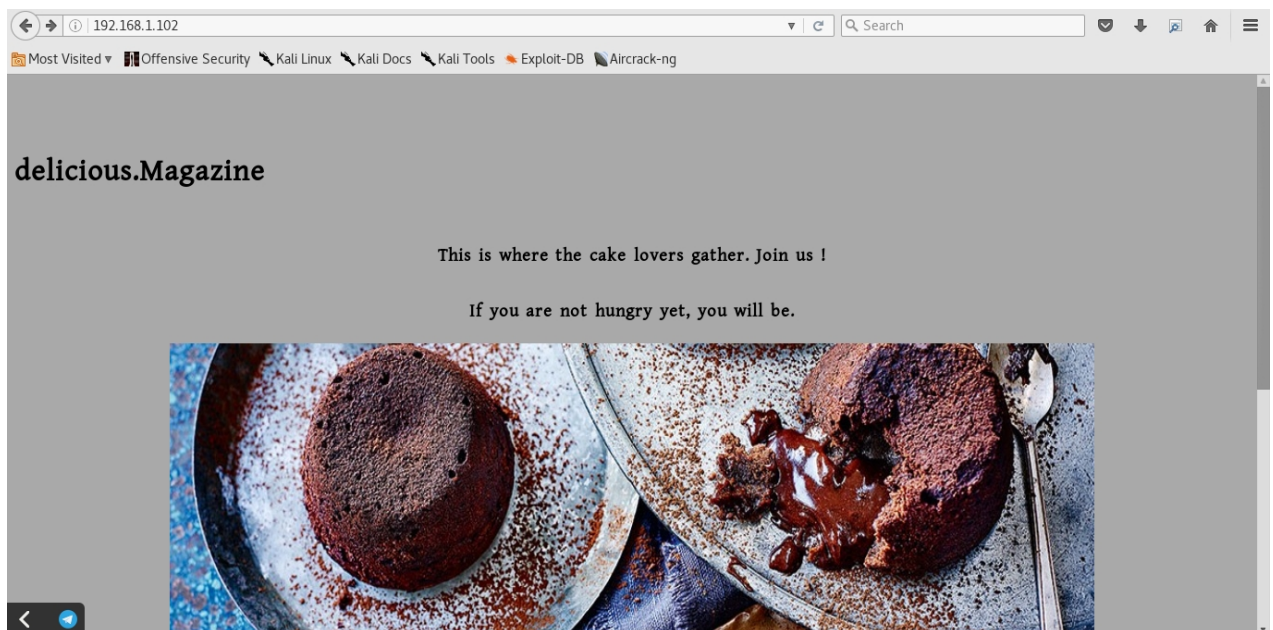 192.168.1.102
Search
Most Visited
Offensive Security
Kali Linux
Kali Docs
Kali Tools
Exploit-DB
Aircrack-ng
delicious.Magazine
This is where the cake lovers gather. Join us !
If you are not hungry yet, you will be.